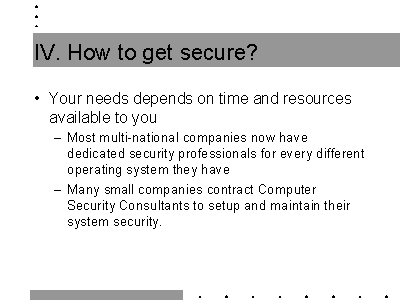 IV. How to get secure?
• Your needs depends on time and resources
available to you
– Most multi-national companies now have
dedicated security professionals for every different
operating system they have
– Many small companies contract Computer
Security Consultants to setup and maintain their
system security.